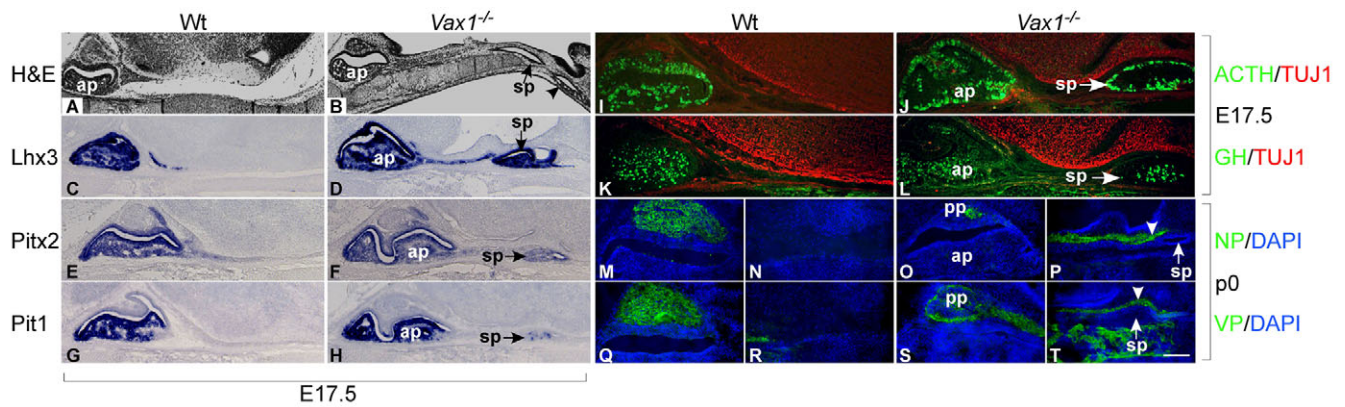 Wt Vax1-/- Wt Vax1-/-
H&E ap A ap sp B I ap sp J ACTH/TUJ1
E17.5
Lhx3 C ap sp D K ap sp L GH/TUJ1
Pitx2 E ap sp F M N pp ap O sp P NP/DAPI
p0
Pit1 G ap sp H Q R pp S sp T VP/DAPI
E17.5